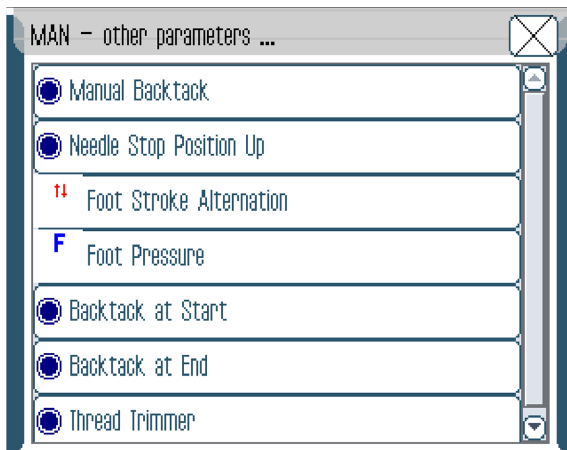 MAN - other parameters ...
Manual Backtack
Needle Stop Position Up
↑↓ Foot Stroke Alternation
F Foot Pressure
Backtack at Start
Backtack at End
Thread Trimmer